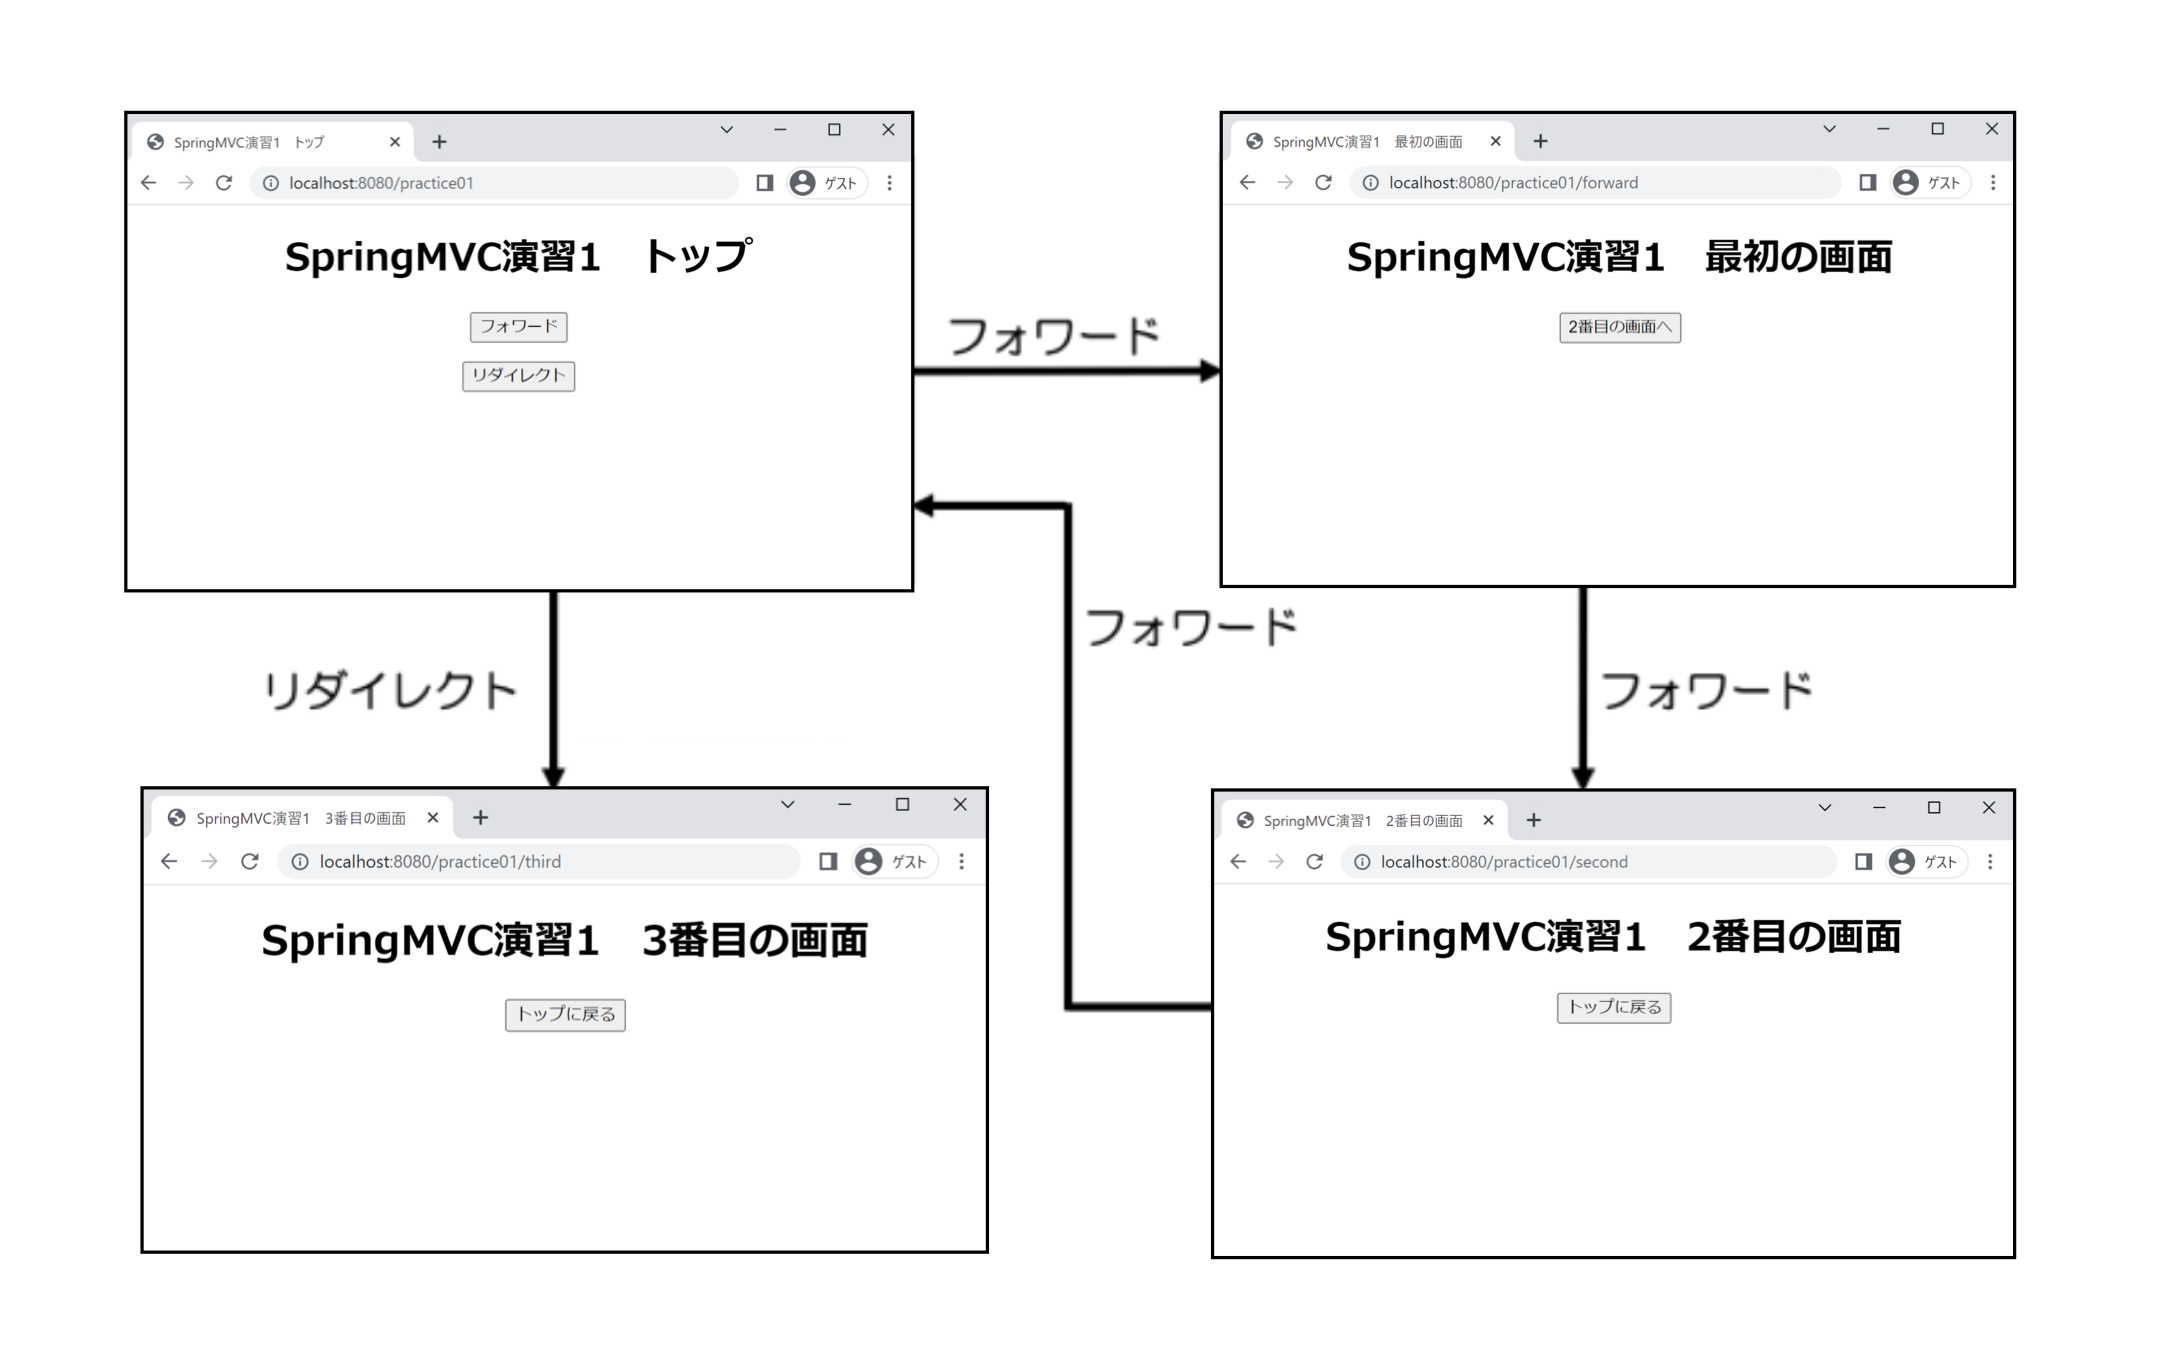 SpringMVC演習1　トップ
localhost:8080/practice01
ゲスト
SpringMVC演習1　トップ
フォワード
リダイレクト
フォワード
SpringMVC演習1　最初の画面
localhost:8080/practice01/forward
ゲスト
SpringMVC演習1　最初の画面
2番目の画面へ
リダイレクト
フォワード
フォワード
SpringMVC演習1　3番目の画面
localhost:8080/practice01/third
ゲスト
SpringMVC演習1　3番目の画面
トップに戻る
SpringMVC演習1　2番目の画面
localhost:8080/practice01/second
ゲスト
SpringMVC演習1　2番目の画面
トップに戻る